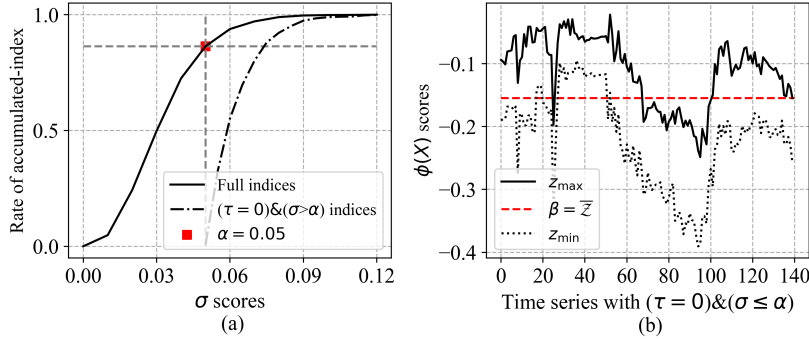 1.0
0.5
0.0
Rate of accumulated-index
Full indices
(τ = 0)&(σ>α) indices
α = 0.05
0.00 0.03 0.06 0.09 0.12
σ scores
(a)
−0.1
−0.2
−0.3
−0.4
ϕ(X) scores
z_max
β = Z̅
z_min
0 20 40 60 80 100 120 140
Time series with (τ = 0)&(σ ≤ α)
(b)